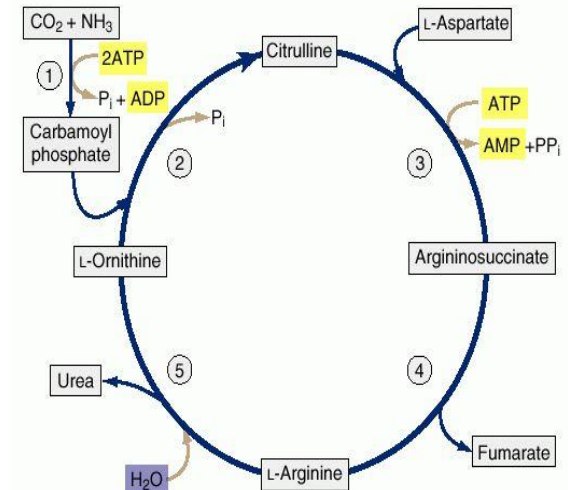 CO₂ + NH₃
2ATP
1
Pᵢ + ADP
Carbamoyl
phosphate
Citrulline
L-Aspartate
Pᵢ
2
ATP
AMP +PPᵢ
3
L-Ornithine
Argininosuccinate
5
4
Urea
H₂O
L-Arginine
Fumarate